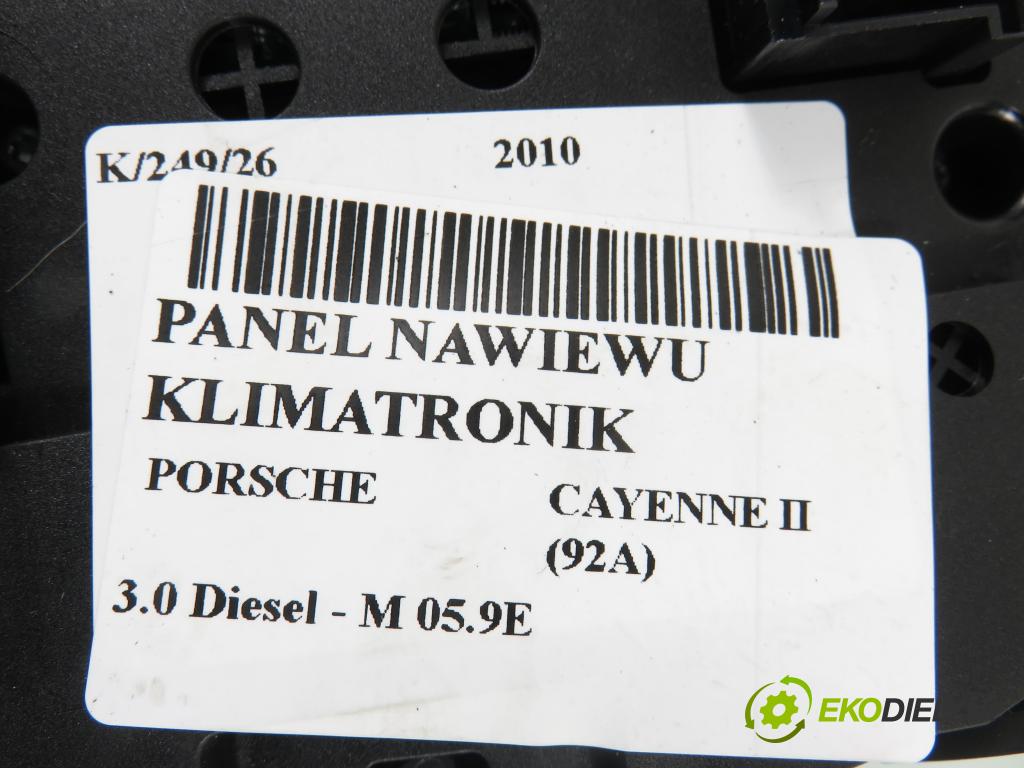 K/249/26 2010
PANEL NAWIEWU
KLIMATRONIK
PORSCHE CAYENNE II
(92A)
3.0 Diesel - M 05.9E
EKODIE